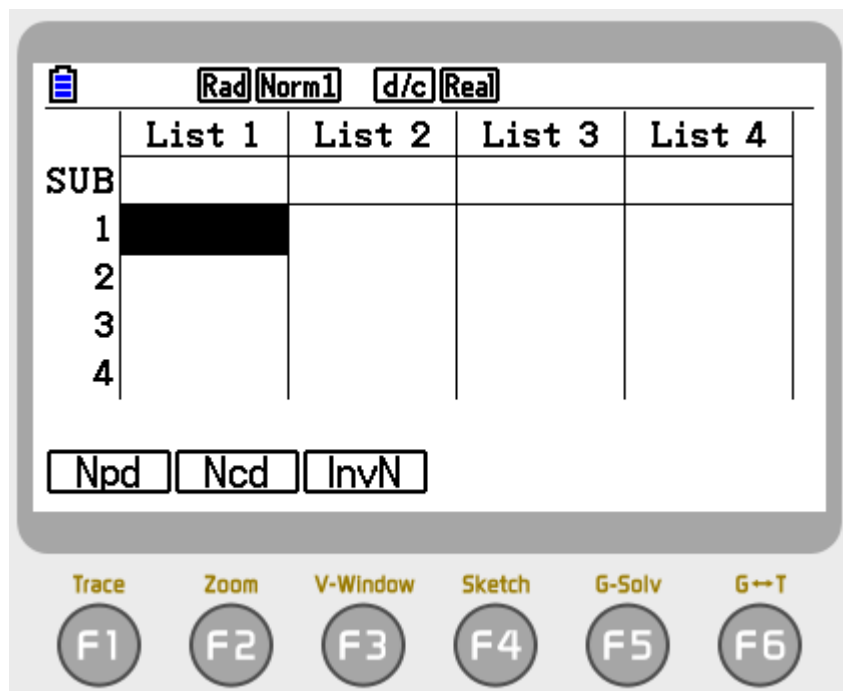 Rad Norm1 d/c Real
List 1 List 2 List 3 List 4
SUB
1
2
3
4
Npd Ncd InvN
Trace Zoom V-Window Sketch G-Solv G↔T
F1 F2 F3 F4 F5 F6